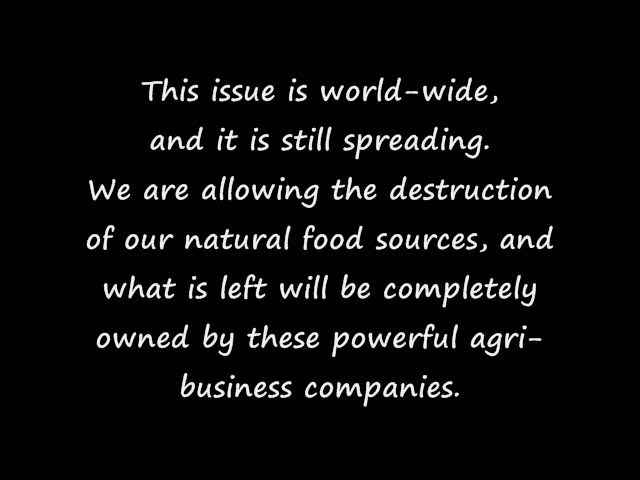 This issue is world-wide,
and it is still spreading.
We are allowing the destruction
of our natural food sources, and
what is left will be completely
owned by these powerful agri-
business companies.